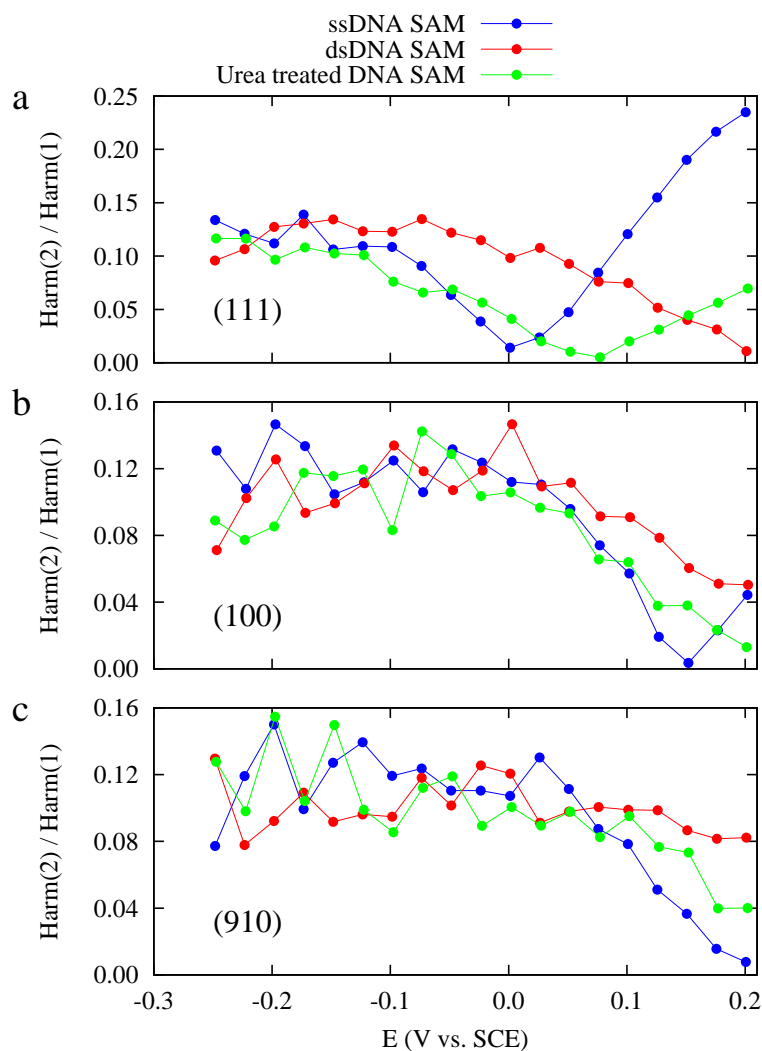 ssDNA SAM
dsDNA SAM
Urea treated DNA SAM
a
0.25
0.20
0.15
0.10
0.05
0.00
Harm(2) / Harm(1)
(111)
b
0.16
0.12
0.08
0.04
0.00
Harm(2) / Harm(1)
(100)
c
0.16
0.12
0.08
0.04
0.00
Harm(2) / Harm(1)
(910)
-0.3 -0.2 -0.1 0.0 0.1 0.2
E (V vs. SCE)